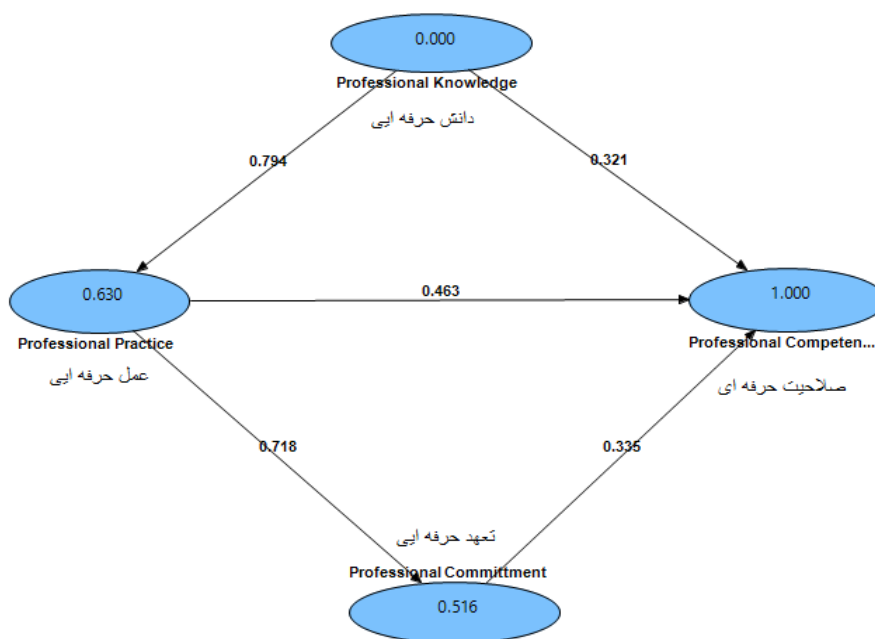 0.000
Professional Knowledge
دانش حرفه ایی
0.794
0.321
0.630
Professional Practice
عمل حرفه ایی
0.463
1.000
Professional Competen...
صلاحیت حرفه ای
0.718
0.335
تعهد حرفه ایی
Professional Committment
0.516